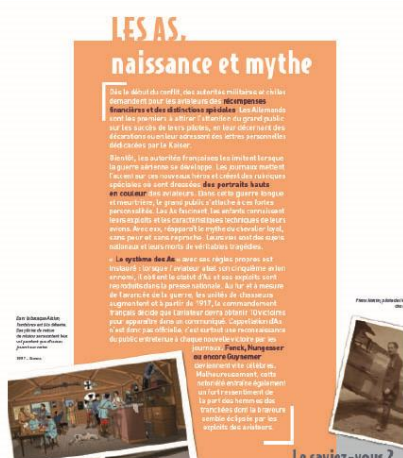 LES AS,
naissance et mythe
Dès le début du conflit, des autorités militaires et civiles
demandent pour les aviateurs des récompenses
financières et des distinctions spéciales. Les Allemands
sont les premiers à attirer l'attention du grand public
sur les succès de leurs pilotes, en leur décernant des
décorations ou en leur adressant des lettres personnelles
dédicacées par le Kaiser.
Bientôt, les autorités françaises les imitent lorsque
la guerre aérienne se développe. Les journaux mettent
l'accent sur ces nouveaux héros et créent des rubriques
spéciales où sont dressés des portraits hauts
en couleur des aviateurs. Dans cette guerre longue
et meurtrière, le grand public s'attache à ces fortes
personnalités. Les As fascinent. Les enfants connaissent
leurs exploits et les caractéristiques techniques de leurs
avions. Avec eux, réapparaît le mythe du chevalier loyal,
sans peur et sans reproche. Leurs vies sont des sujets
nationaux et leurs morts de véritables tragédies.
« Le système des As » avec ses règles propres est
instauré : lorsque l'aviateur abat son cinquième avion
ennemi, il obtient le statut d'As et ses exploits sont
reproduits dans la presse nationale. Au fur et à mesure
de l'avancée de la guerre, les unités de chasseurs
augmentent et à partir de 1917, le commandement
français décide que l'aviateur devra obtenir 10 victoires
pour apparaître dans un communiqué. L'appellation d'As
n'est donc pas officielle, c'est surtout une reconnaissance
du public entretenue à chaque nouvelle victoire par les
journaux. Fonck, Nungesser
ou encore Guynemer
deviennent vite célèbres.
Malheureusement, cette
notoriété entraîne également
un fort ressentiment de
la part des hommes des
tranchées dont la bravoure
semble éclipsée par les
exploits des aviateurs.
Le saviez-vous ?